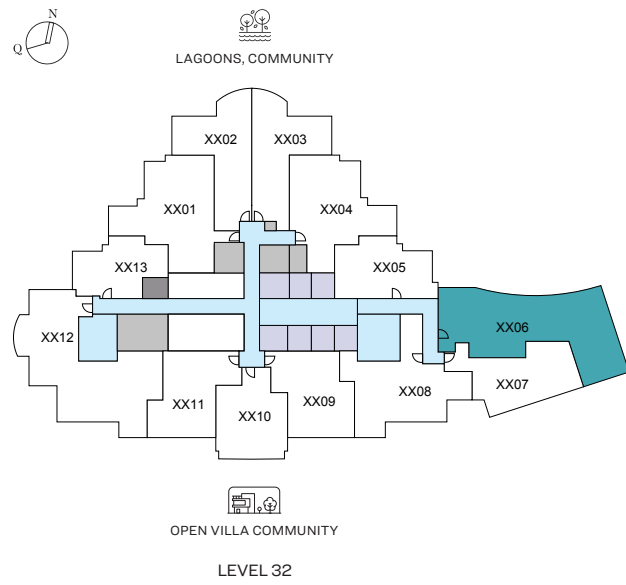 N
Q
LAGOONS, COMMUNITY
XX02
XX03
XX01
XX04
XX13
XX05
XX12
XX06
XX07
XX08
XX11
XX09
XX10
OPEN VILLA COMMUNITY
LEVEL 32